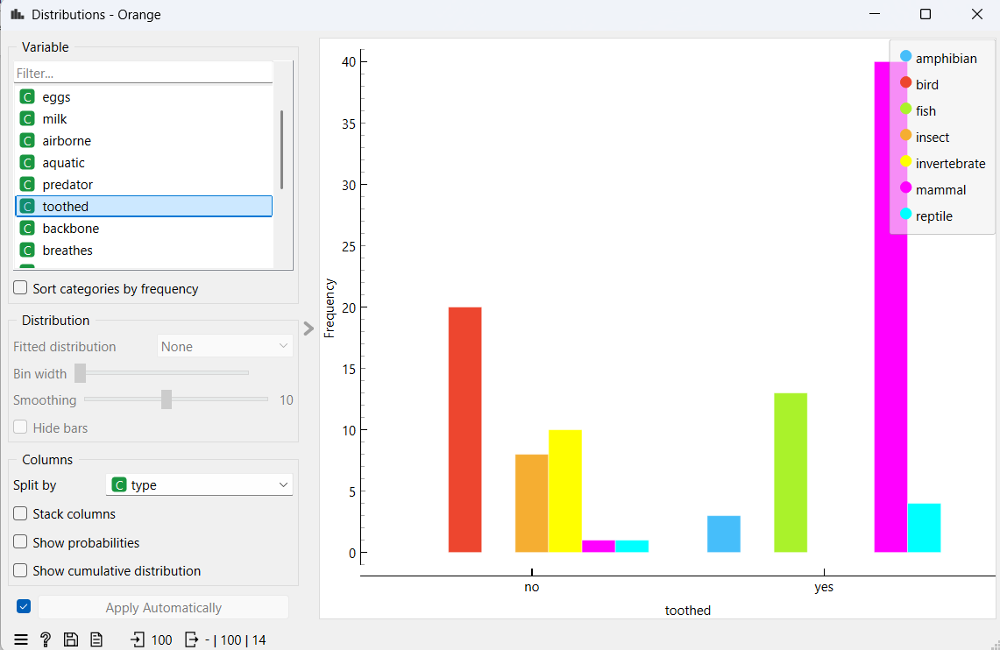 Distributions - Orange
Variable
Filter...
C eggs
C milk
C airborne
C aquatic
C predator
C toothed
C backbone
C breathes
Sort categories by frequency
Distribution
Fitted distribution None
Bin width
Smoothing 10
Hide bars
Columns
Split by C type
Stack columns
Show probabilities
Show cumulative distribution
Apply Automatically
? 100 - | 100 | 14
Frequency
40
35
30
25
20
15
10
5
0
no yes
toothed
amphibian
bird
fish
insect
invertebrate
mammal
reptile